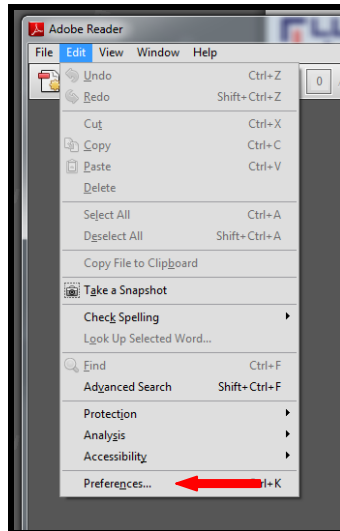 Adobe Reader
File Edit View Window Help
0
Undo Ctrl+Z
Redo Shift+Ctrl+Z
Cut Ctrl+X
Copy Ctrl+C
Paste Ctrl+V
Delete
Select All Ctrl+A
Deselect All Shift+Ctrl+A
Copy File to Clipboard
Take a Snapshot
Check Spelling
Look Up Selected Word...
Find Ctrl+F
Advanced Search Shift+Ctrl+F
Protection
Analysis
Accessibility
Preferences...